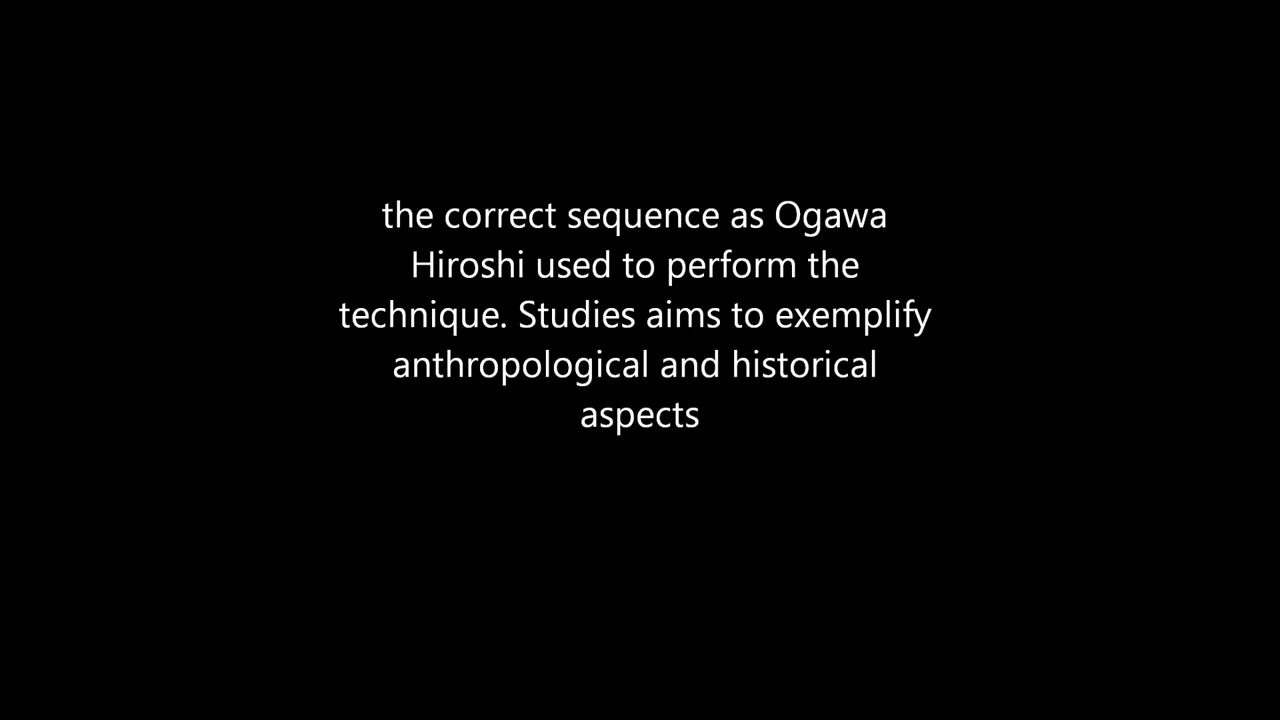 the correct sequence as Ogawa
Hiroshi used to perform the
technique. Studies aims to exemplify
anthropological and historical
aspects